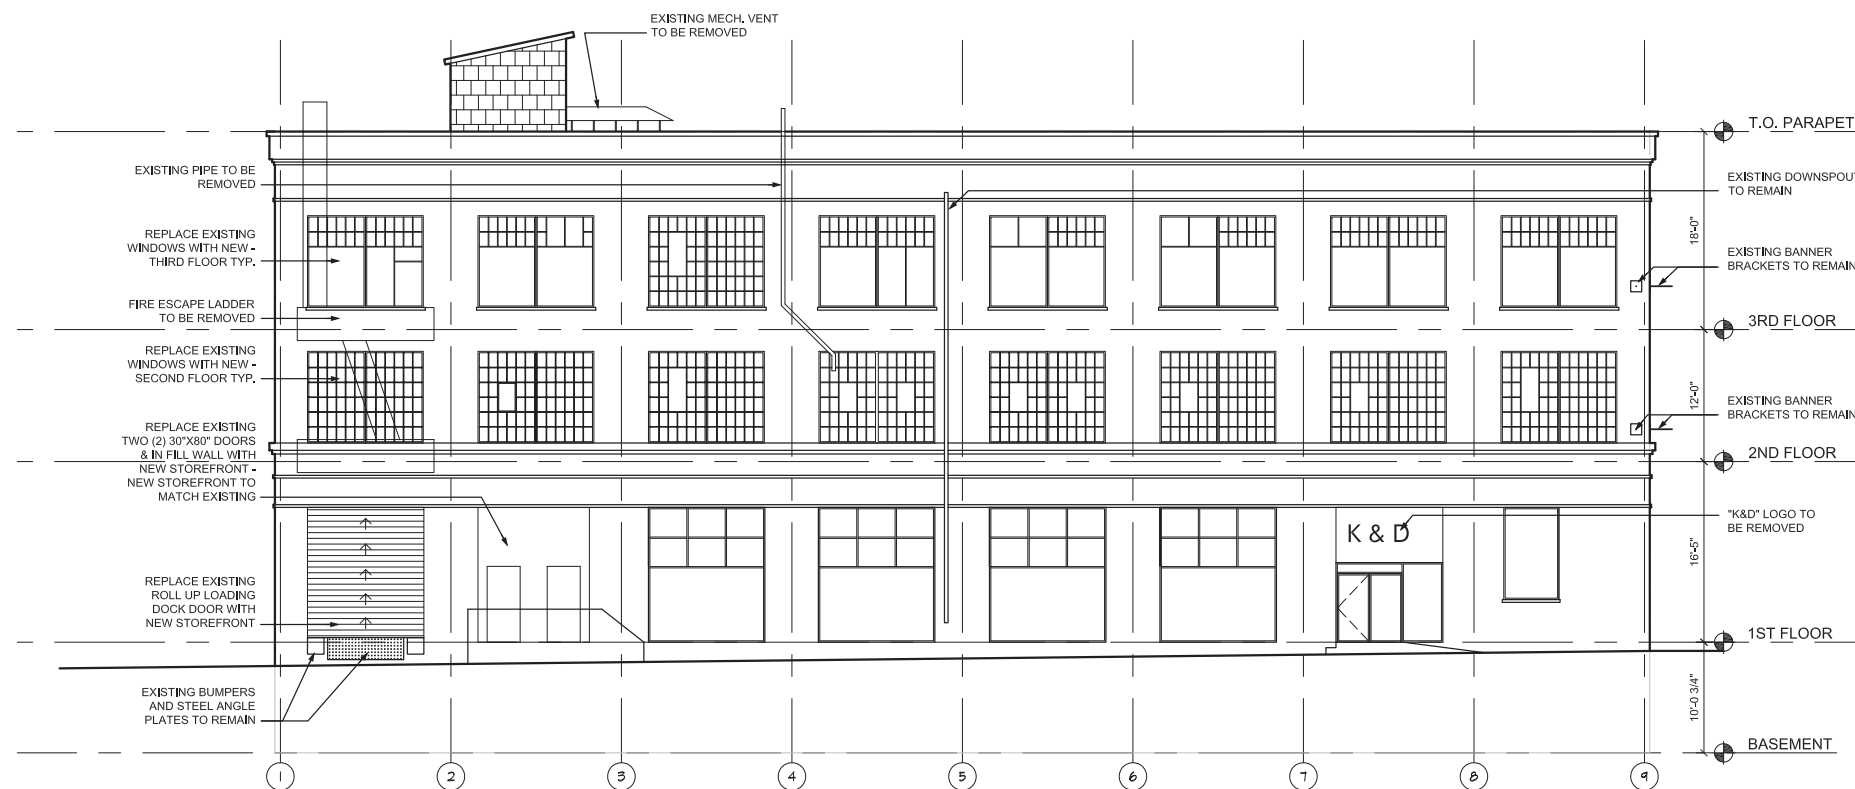 EXISTING MECH. VENT
TO BE REMOVED
T.O. PARAPET
EXISTING PIPE TO BE
REMOVED
EXISTING DOWNSPOUT
TO REMAIN
18'-0"
REPLACE EXISTING
WINDOWS WITH NEW -
THIRD FLOOR TYP.
EXISTING BANNER
BRACKETS TO REMAIN
FIRE ESCAPE LADDER
TO BE REMOVED
3RD FLOOR
REPLACE EXISTING
WINDOWS WITH NEW -
SECOND FLOOR TYP.
12'-0"
EXISTING BANNER
BRACKETS TO REMAIN
REPLACE EXISTING
TWO (2) 30"X80" DOORS
& IN FILL WALL WITH
NEW STOREFRONT -
NEW STOREFRONT TO
MATCH EXISTING
2ND FLOOR
K & D
"K&D" LOGO TO
BE REMOVED
16'-5"
REPLACE EXISTING
ROLL UP LOADING
DOCK DOOR WITH
NEW STOREFRONT
1ST FLOOR
EXISTING BUMPERS
AND STEEL ANGLE
PLATES TO REMAIN
10'-0 3/4"
BASEMENT
1 2 3 4 5 6 7 8 9